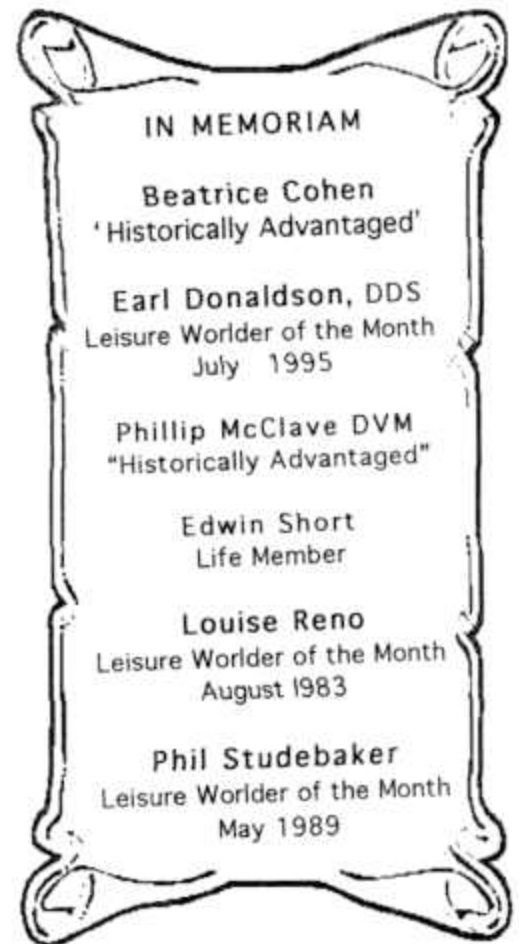 IN MEMORIAM
Beatrice Cohen
'Historically Advantaged'
Earl Donaldson, DDS
Leisure Worlder of the Month
July 1995
Phillip McClave DVM
"Historically Advantaged"
Edwin Short
Life Member
Louise Reno
Leisure Worlder of the Month
August 1983
Phil Studebaker
Leisure Worlder of the Month
May 1989